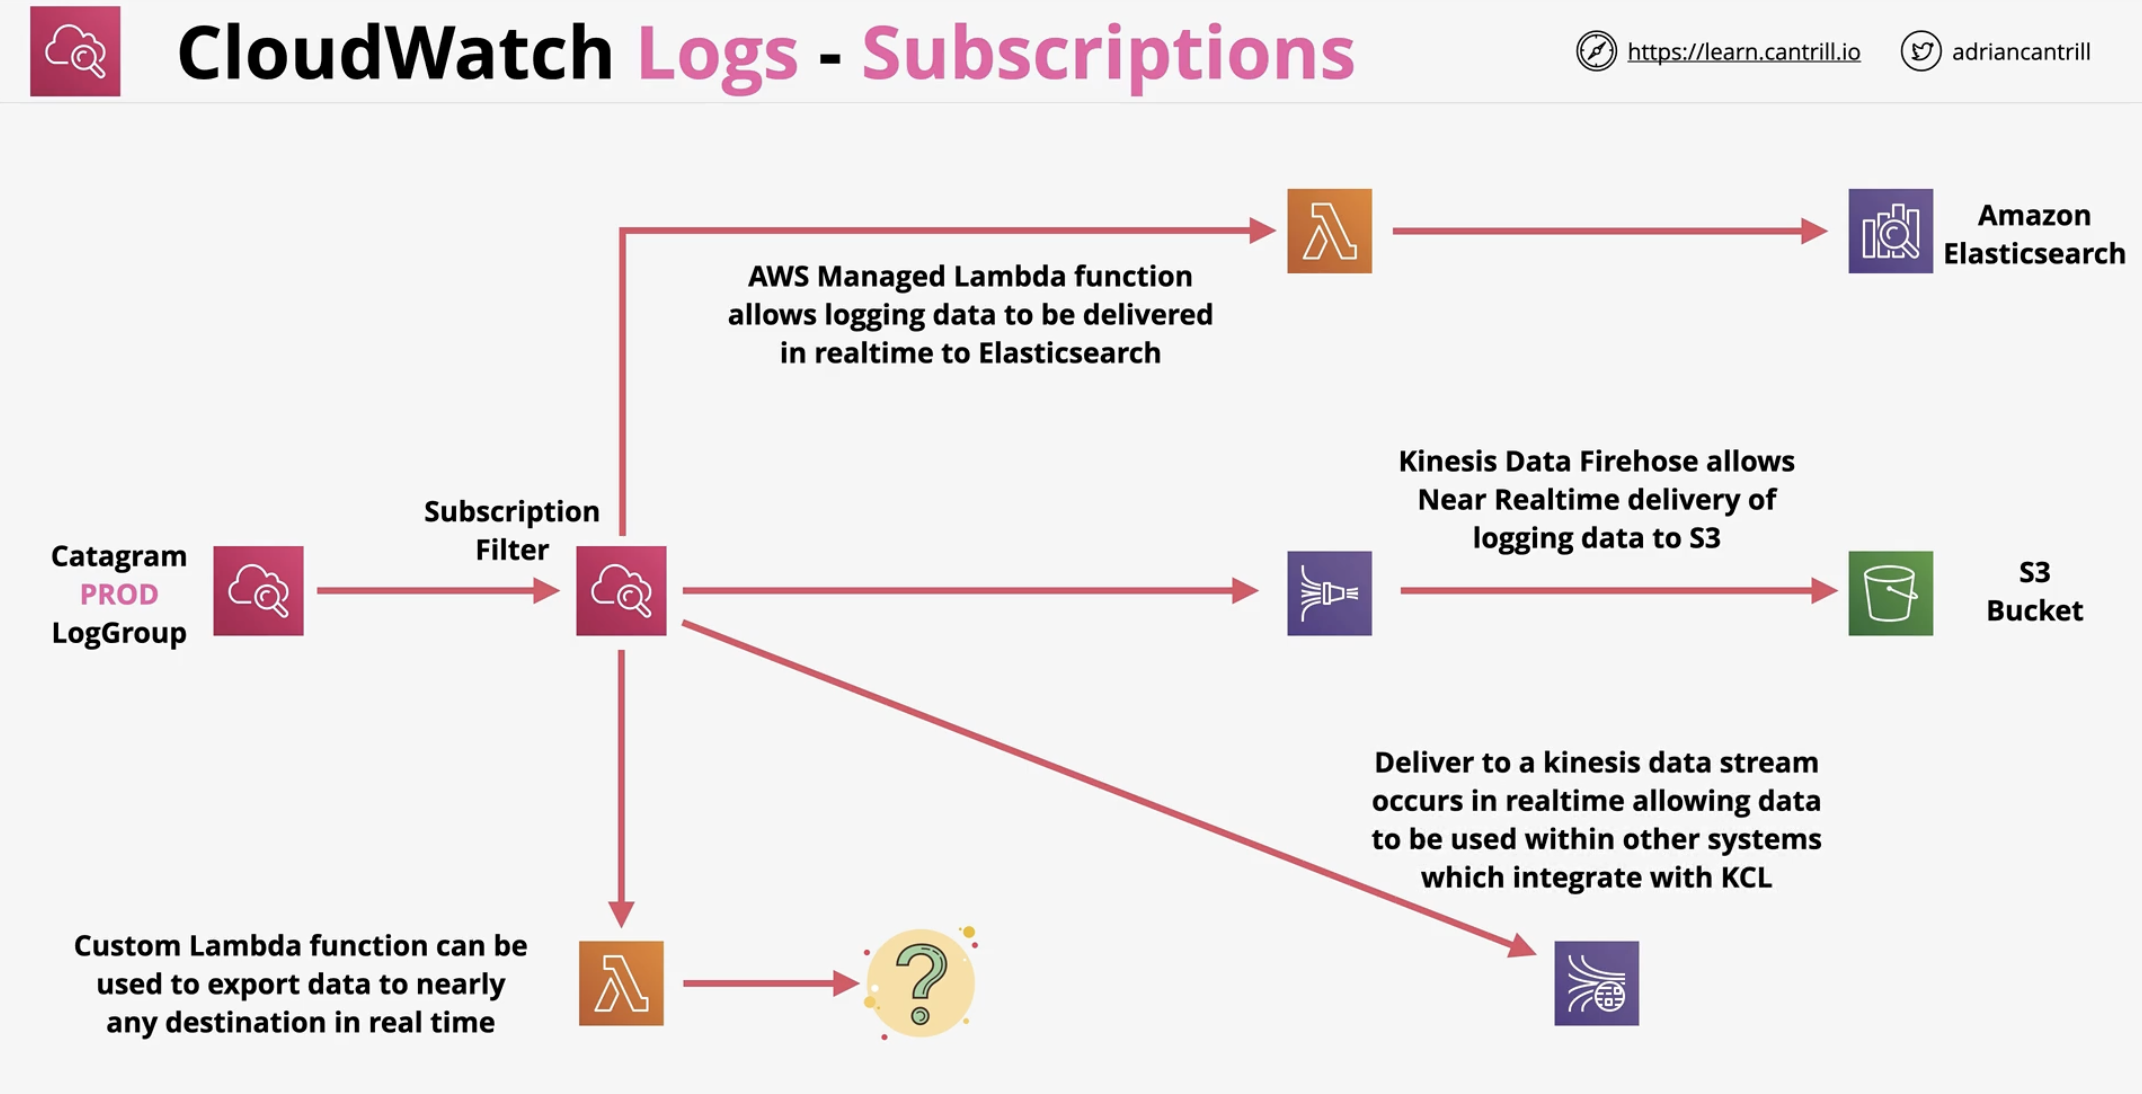 CloudWatch Logs - Subscriptions
https://learn.cantrill.io
adriancantrill
AWS Managed Lambda function
allows logging data to be delivered
in realtime to Elasticsearch
Amazon
Elasticsearch
Catagram
PROD
LogGroup
Subscription
Filter
Kinesis Data Firehose allows
Near Realtime delivery of
logging data to S3
S3
Bucket
Deliver to a kinesis data stream
occurs in realtime allowing data
to be used within other systems
which integrate with KCL
Custom Lambda function can be
used to export data to nearly
any destination in real time
?